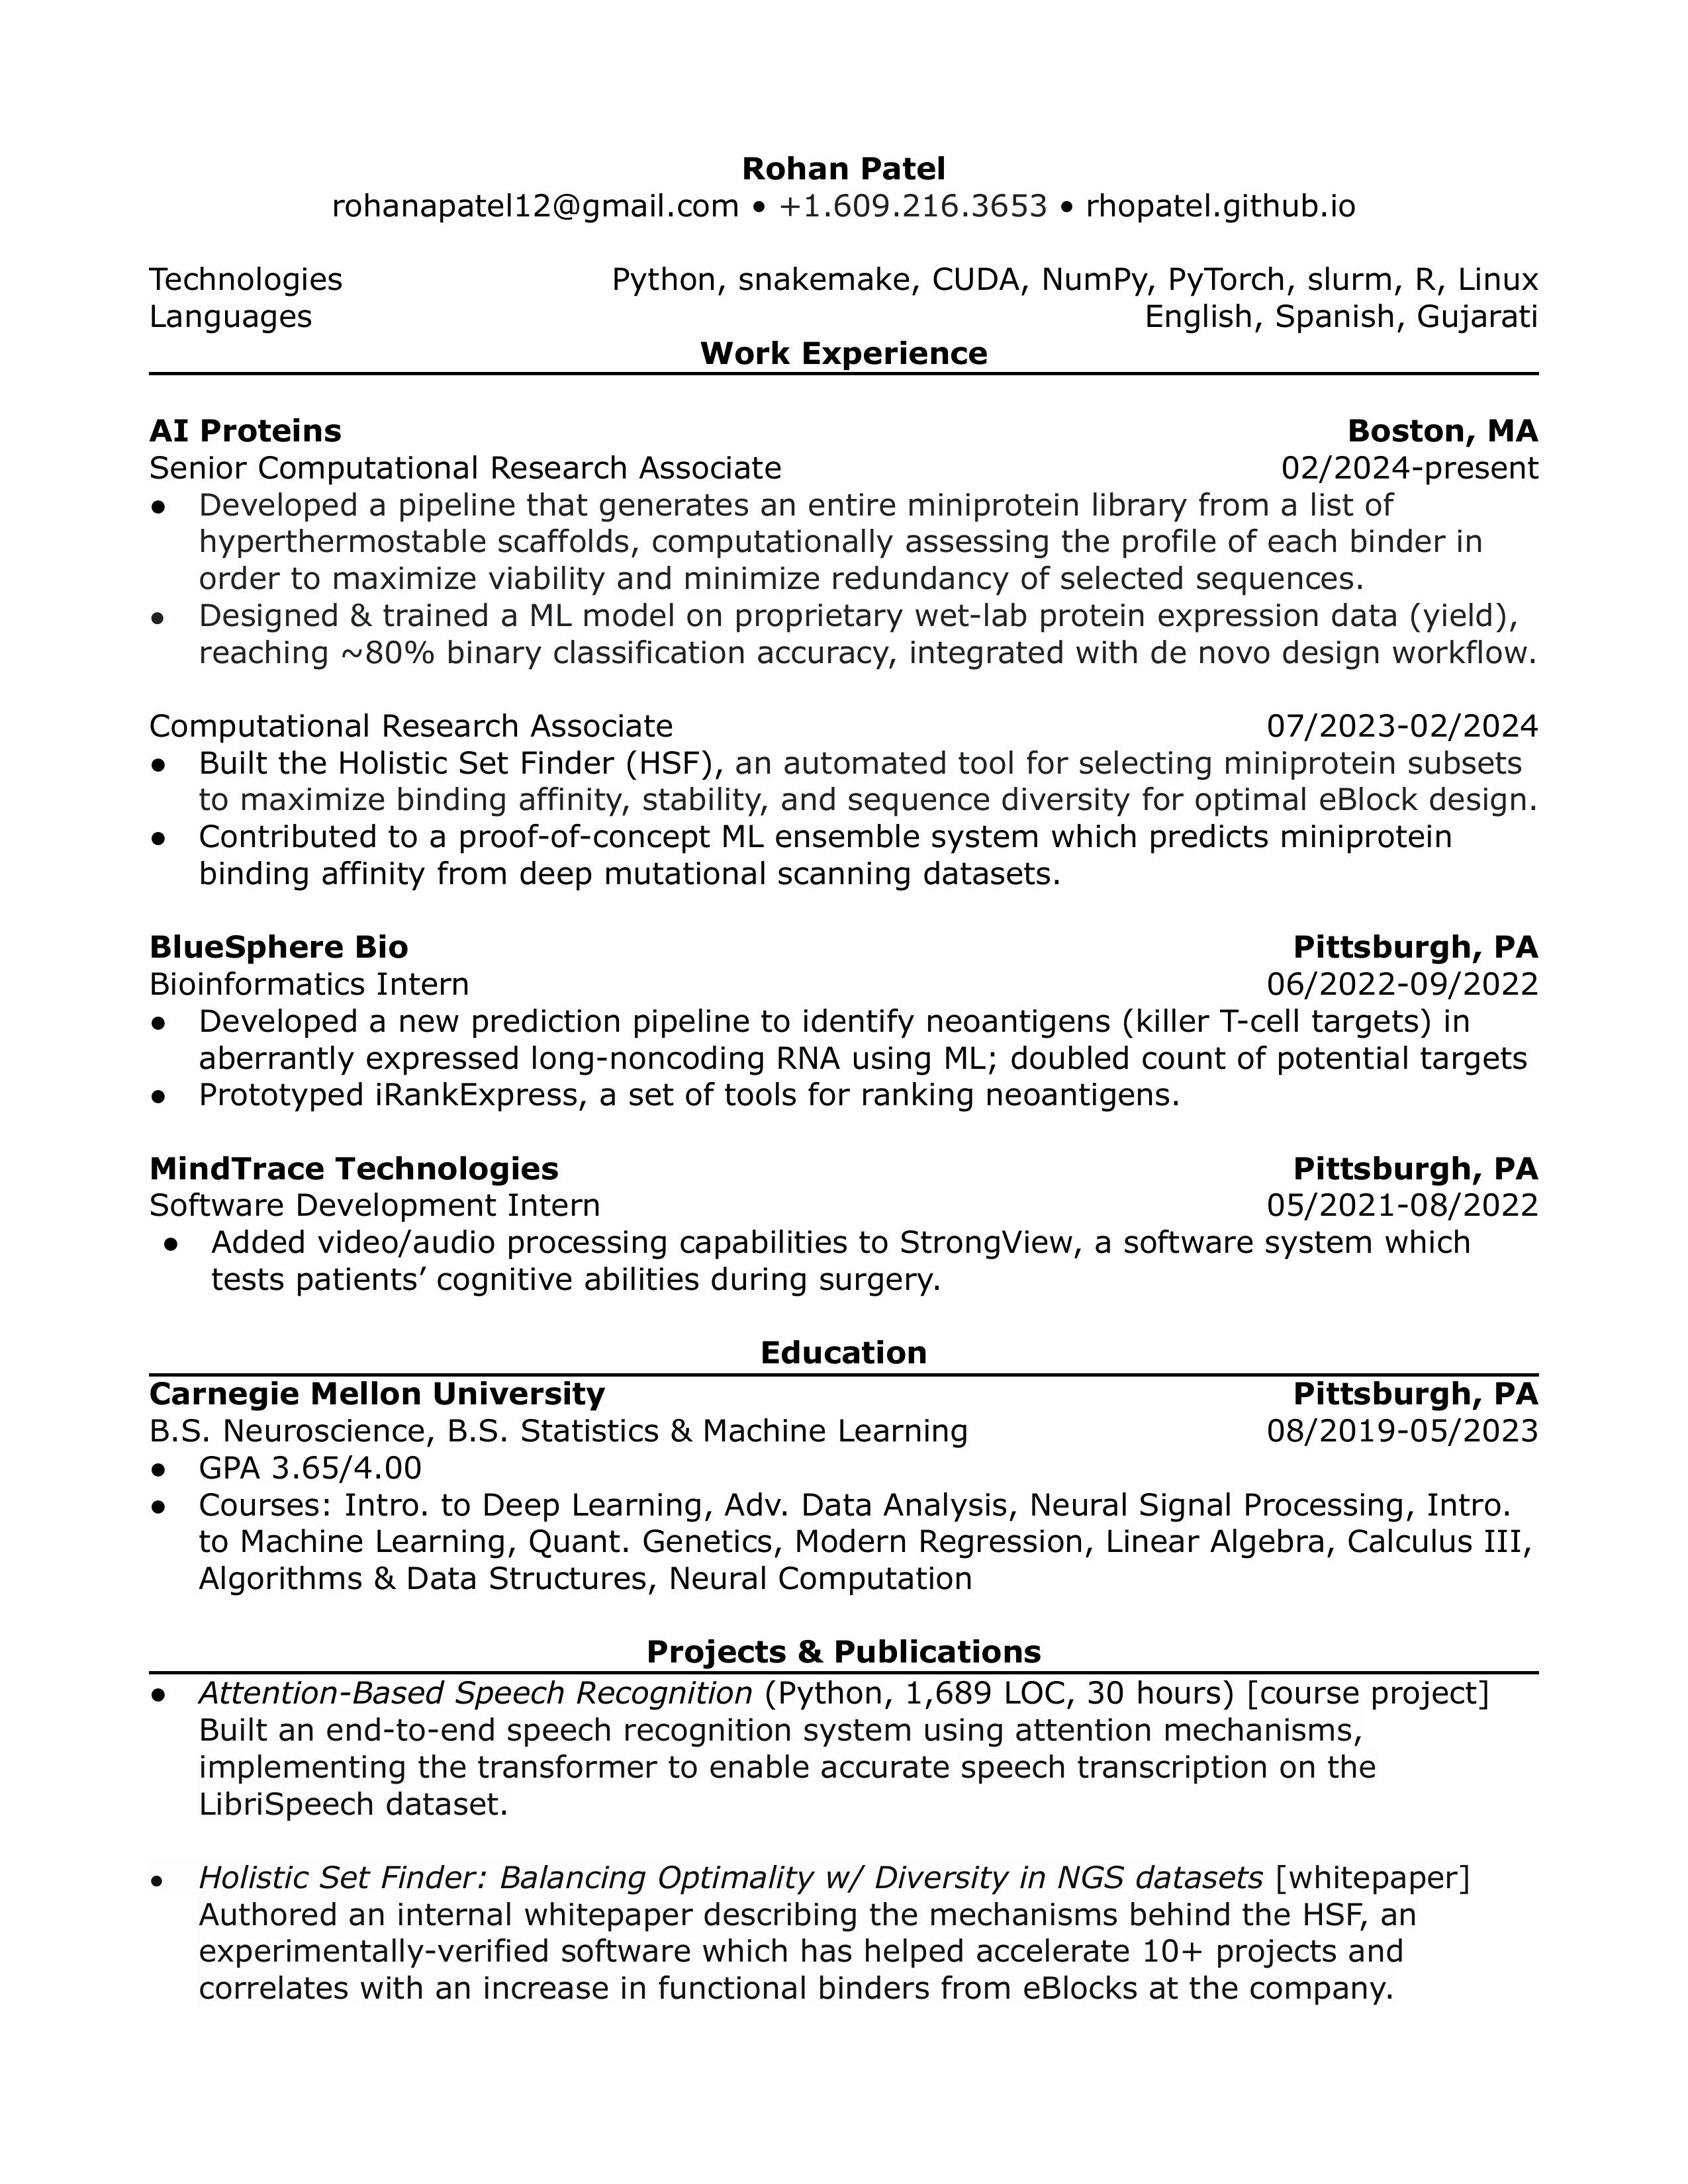 Rohan Patel
rohanapatel12@gmail.com • +1.609.216.3653 • rhopatel.github.io
Technologies Python, snakemake, CUDA, NumPy, PyTorch, slurm, R, Linux
Languages English, Spanish, Gujarati
Work Experience
AI Proteins Boston, MA
Senior Computational Research Associate 02/2024-present
● Developed a pipeline that generates an entire miniprotein library from a list of
hyperthermostable scaffolds, computationally assessing the profile of each binder in
order to maximize viability and minimize redundancy of selected sequences.
● Designed & trained a ML model on proprietary wet-lab protein expression data (yield),
reaching ~80% binary classification accuracy, integrated with de novo design workflow.
Computational Research Associate 07/2023-02/2024
● Built the Holistic Set Finder (HSF), an automated tool for selecting miniprotein subsets
to maximize binding affinity, stability, and sequence diversity for optimal eBlock design.
● Contributed to a proof-of-concept ML ensemble system which predicts miniprotein
binding affinity from deep mutational scanning datasets.
BlueSphere Bio Pittsburgh, PA
Bioinformatics Intern 06/2022-09/2022
● Developed a new prediction pipeline to identify neoantigens (killer T-cell targets) in
aberrantly expressed long-noncoding RNA using ML; doubled count of potential targets
● Prototyped iRankExpress, a set of tools for ranking neoantigens.
MindTrace Technologies Pittsburgh, PA
Software Development Intern 05/2021-08/2022
● Added video/audio processing capabilities to StrongView, a software system which
tests patients’ cognitive abilities during surgery.
Education
Carnegie Mellon University Pittsburgh, PA
B.S. Neuroscience, B.S. Statistics & Machine Learning 08/2019-05/2023
● GPA 3.65/4.00
● Courses: Intro. to Deep Learning, Adv. Data Analysis, Neural Signal Processing, Intro.
to Machine Learning, Quant. Genetics, Modern Regression, Linear Algebra, Calculus III,
Algorithms & Data Structures, Neural Computation
Projects & Publications
● Attention-Based Speech Recognition (Python, 1,689 LOC, 30 hours) [course project]
Built an end-to-end speech recognition system using attention mechanisms,
implementing the transformer to enable accurate speech transcription on the
LibriSpeech dataset.
● Holistic Set Finder: Balancing Optimality w/ Diversity in NGS datasets [whitepaper]
Authored an internal whitepaper describing the mechanisms behind the HSF, an
experimentally-verified software which has helped accelerate 10+ projects and
correlates with an increase in functional binders from eBlocks at the company.